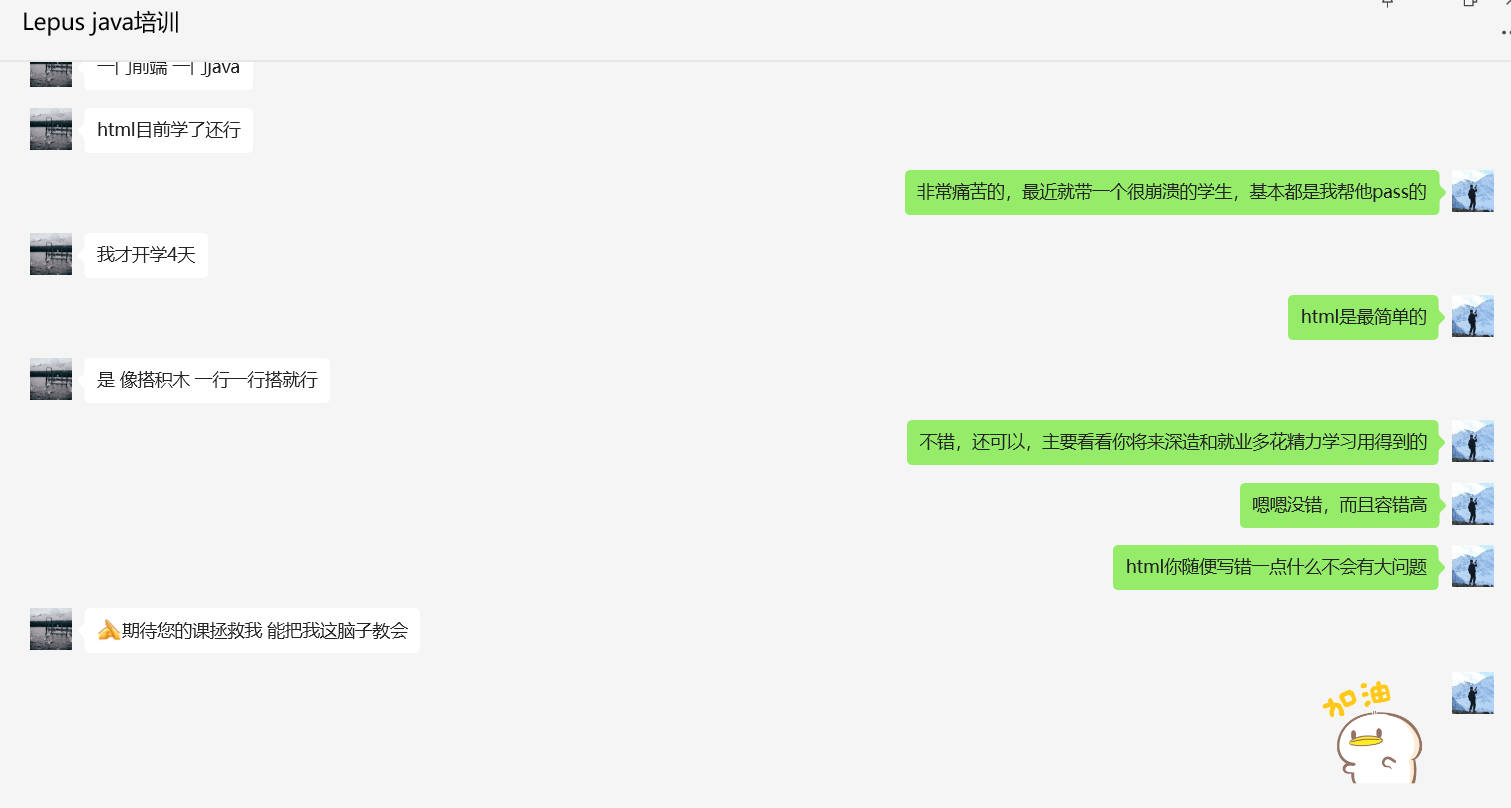 Lepus java培训
一门前端 一门java
html目前学了还行
非常痛苦的，最近就带一个很崩溃的学生，基本都是我帮他pass的
我才开学4天
html是最简单的
是 像搭积木 一行一行搭就行
不错，还可以，主要看看你将来深造和就业多花精力学习用得到的
嗯嗯没错，而且容错高
html你随便写错一点什么不会有大问题
🙏期待您的课拯救我 能把我这脑子教会
加油